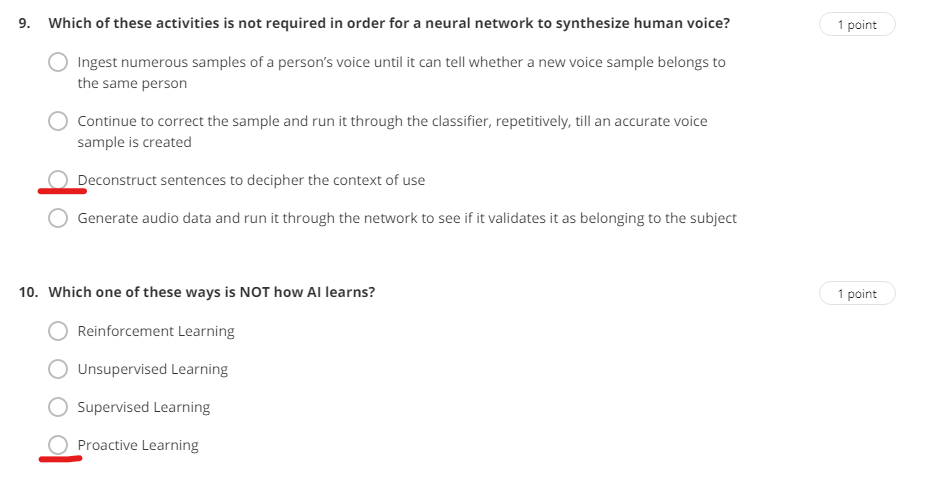 9. Which of these activities is not required in order for a neural network to synthesize human voice?
1 point
Ingest numerous samples of a person's voice until it can tell whether a new voice sample belongs to
the same person
Continue to correct the sample and run it through the classifier, repetitively, till an accurate voice
sample is created
Deconstruct sentences to decipher the context of use
Generate audio data and run it through the network to see if it validates it as belonging to the subject
10. Which one of these ways is NOT how AI learns?
1 point
Reinforcement Learning
Unsupervised Learning
Supervised Learning
Proactive Learning